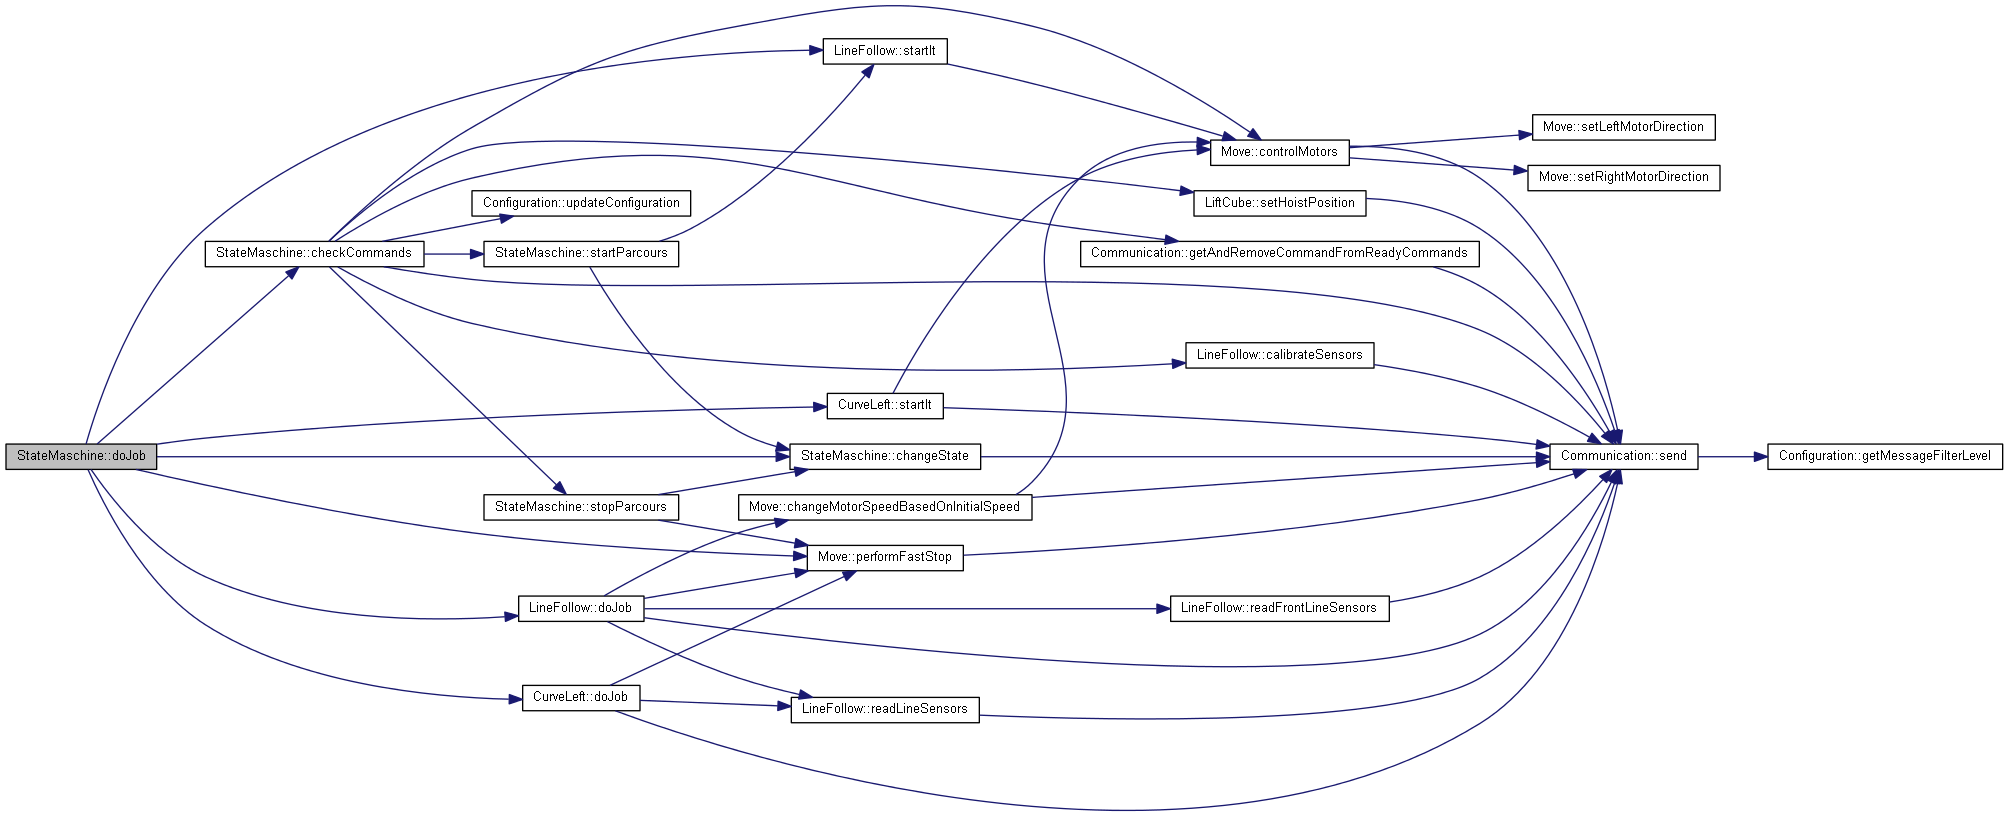 LineFollow::startIt
Move::setLeftMotorDirection
Move::controlMotors
Move::setRightMotorDirection
Configuration::updateConfiguration
LiftCube::setHoistPosition
StateMaschine::checkCommands
StateMaschine::startParcours
Communication::getAndRemoveCommandFromReadyCommands
LineFollow::calibrateSensors
CurveLeft::startIt
StateMaschine::doJob
StateMaschine::changeState
Communication::send
Configuration::getMessageFilterLevel
StateMaschine::stopParcours
Move::changeMotorSpeedBasedOnInitialSpeed
Move::performFastStop
LineFollow::doJob
LineFollow::readFrontLineSensors
CurveLeft::doJob
LineFollow::readLineSensors